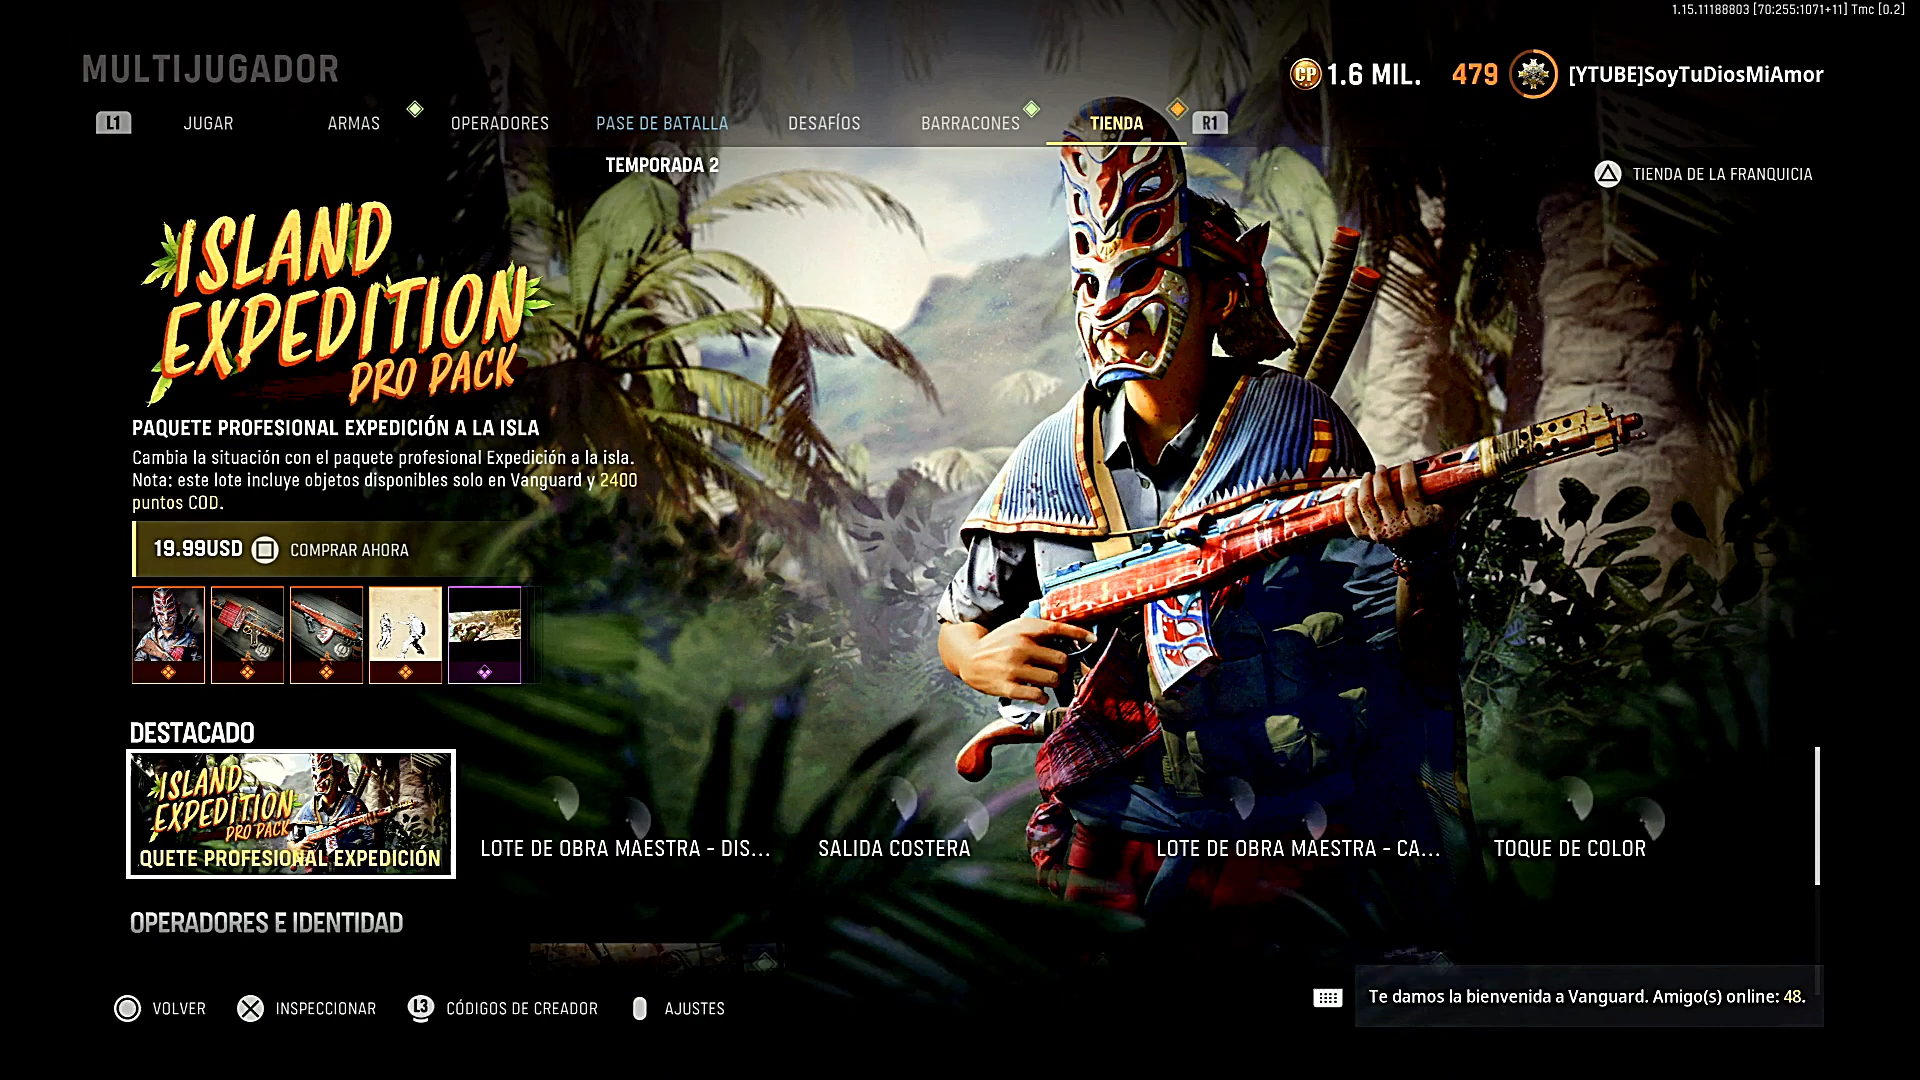 1.15.11188803 [70:255:1071+11] Tmc [0.2]
MULTIJUGADOR
CP 1.6 MIL.
479
[YTUBE]SoyTuDiosMiAmor
L1
JUGAR
ARMAS
OPERADORES
PASE DE BATALLA
DESAFÍOS
BARRACONES
TIENDA
R1
TEMPORADA 2
TIENDA DE LA FRANQUICIA
ISLAND
EXPEDITION
PRO PACK
PAQUETE PROFESIONAL EXPEDICIÓN A LA ISLA
Cambia la situación con el paquete profesional Expedición a la isla.
Nota: este lote incluye objetos disponibles solo en Vanguard y 2400
puntos COD.
19.99USD
COMPRAR AHORA
DESTACADO
ISLAND
EXPEDITION
PRO PACK
QUETE PROFESIONAL EXPEDICIÓN
LOTE DE OBRA MAESTRA - DIS...
SALIDA COSTERA
LOTE DE OBRA MAESTRA - CA...
TOQUE DE COLOR
OPERADORES E IDENTIDAD
VOLVER
INSPECCIONAR
L3
CÓDIGOS DE CREADOR
AJUSTES
Te damos la bienvenida a Vanguard. Amigo(s) online: 48.